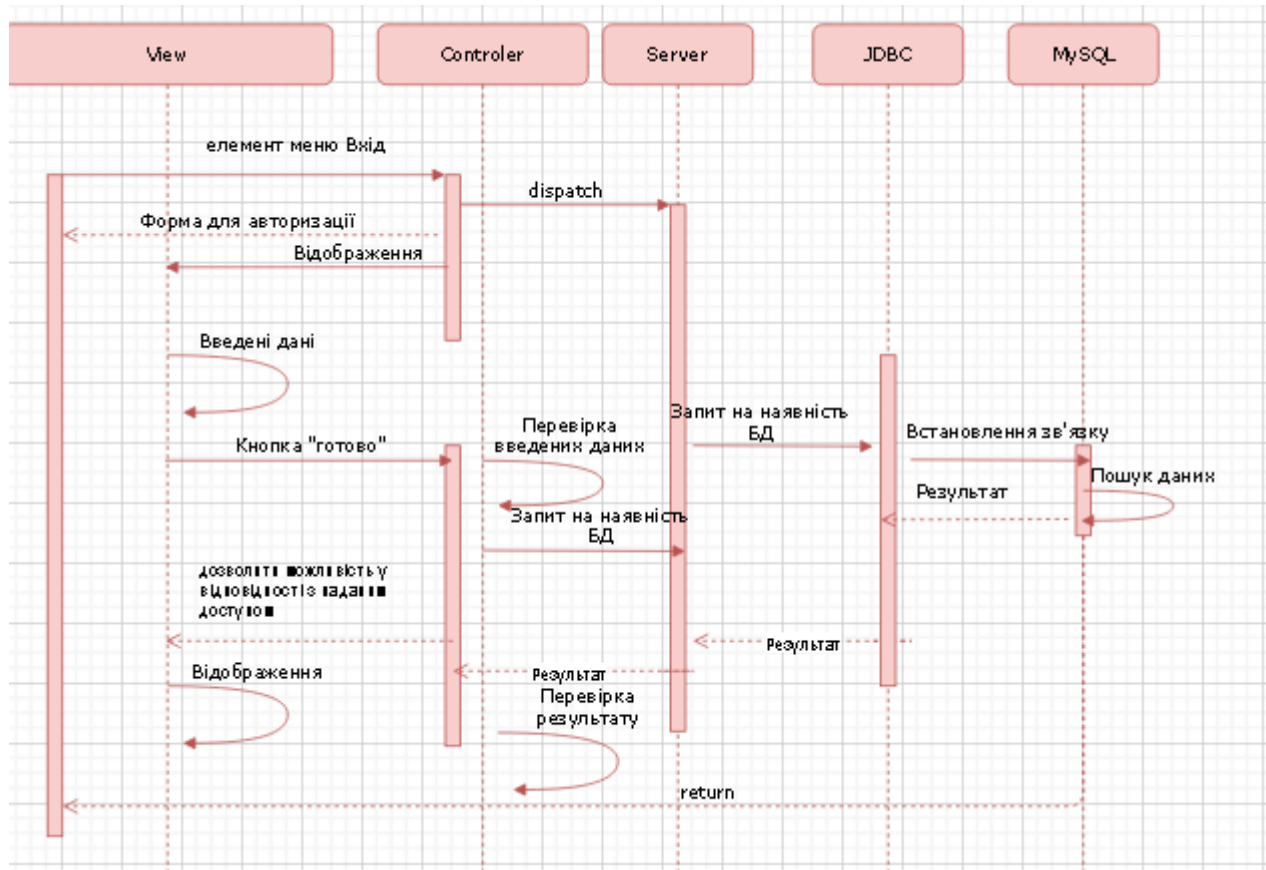 View
Controler
Server
JDBC
MySQL
елемент меню Вхід
dispatch
Форма для авторизації
Відображення
Введені дані
Запит на наявність
БД
Перевірка
введених даних
Встановлення зв'язку
Кнопка "готово"
Пошук даних
Результат
Запит на наявність
БД
дозволяти можливість у
відповідності з наданим
доступом
Результат
Відображення
Результат
Перевірка
результату
return